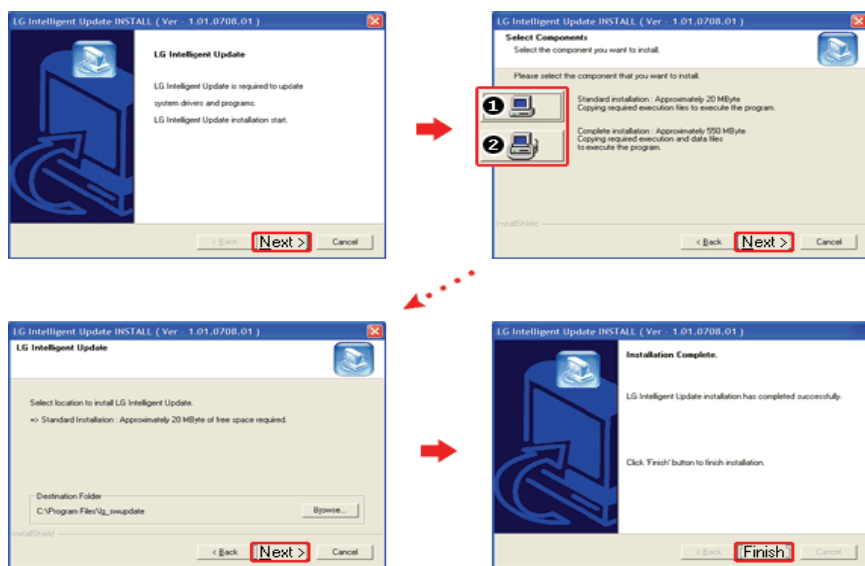 LG Intelligent Update INSTALL ( Ver - 1.01.0708.01 )
LG Intelligent Update
LG Intelligent Update is required to update
system drivers and programs.
LG Intelligent Update installation start.
< Back
Next >
Cancel
LG Intelligent Update INSTALL ( Ver - 1.01.0708.01 )
Select Components
Select the component you want to install.
Please select the component that you want to install.
1
Standard installation : Approximately 20 MByte
Copying required execution files to execute the program.
2
Complete installation : Approximately 550 MByte
Copying required execution and data files
to execute the program.
InstallShield
< Back
Next >
Cancel
LG Intelligent Update INSTALL ( Ver - 1.01.0708.01 )
LG Intelligent Update
Select location to install LG Intelligent Update.
=> Standard Installation : Approximately 20 MByte of free space required.
Destination Folder
C:\Program Files\lg_swupdate
Browse...
InstallShield
< Back
Next >
Cancel
LG Intelligent Update INSTALL ( Ver - 1.01.0708.01 )
Installation Complete.
LG Intelligent Update installation has completed successfully.
Click 'Finish' button to finish installation.
< Back
Finish
Cancel